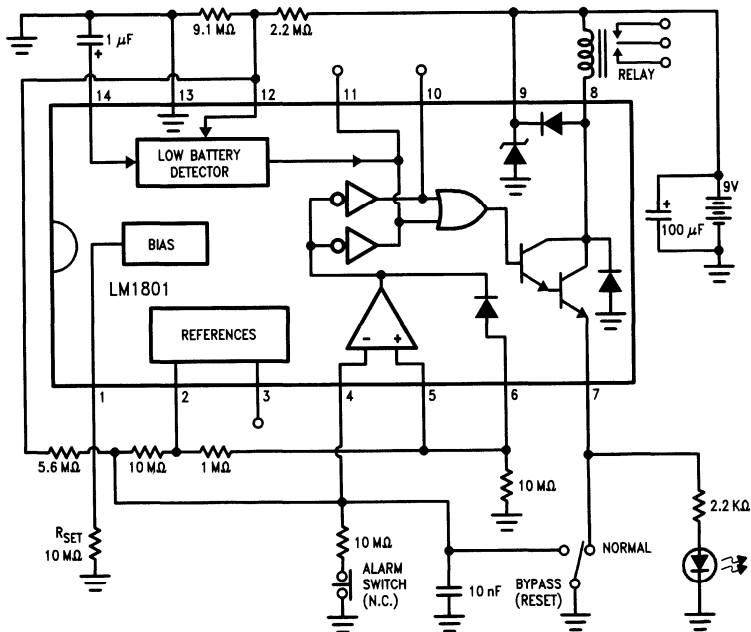 9.1 MΩ
2.2 MΩ
1 μF
+
RELAY
14
13
12
11
10
9
8
LOW BATTERY
DETECTOR
9V
+
100 μF
BIAS
LM1801
REFERENCES
-
+
1
2
3
4
5
6
7
5.6 MΩ
10 MΩ
1 MΩ
10 MΩ
2.2 KΩ
RSET
10 MΩ
10 MΩ
ALARM
SWITCH
(N.C.)
10 nF
BYPASS
(RESET)
NORMAL